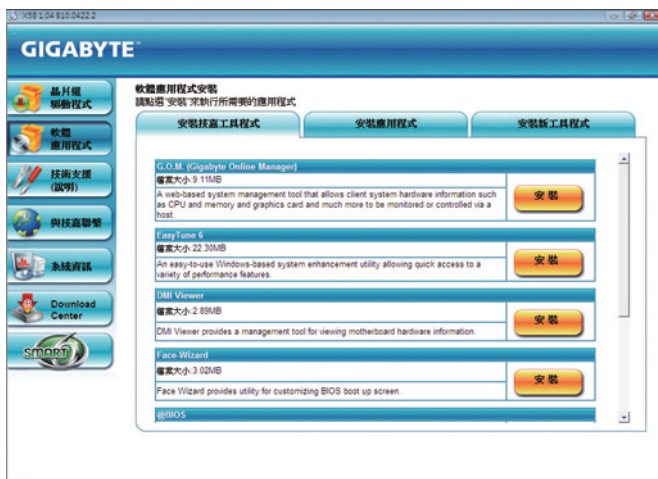 X58 1.04 B10.0422.2
GIGABYTE™
晶片組
驅動程式
軟體
應用程式
技術支援
(說明)
與技嘉聯繫
系統資訊
Download
Center
SMART6
軟體應用程式安裝
請點選"安裝"來執行所需要的應用程式
安裝技嘉工具程式
安裝應用程式
安裝新工具程式
G.O.M. (Gigabyte Online Manager)
檔案大小:9.11MB
A web-based system management tool that allows client system hardware information such
as CPU and memory and graphics card and much more to be monitored or controlled via a
host.
安裝
EasyTune 6
檔案大小:22.30MB
An easy-to-use Windows-based system enhancement utility allowing quick access to a
variety of performance features.
安裝
DMI Viewer
檔案大小:2.89MB
DMI Viewer provides a management tool for viewing motherboard hardware information.
安裝
Face-Wizard
檔案大小:3.02MB
Face Wizard provides utility for customizing BIOS boot up screen.
安裝
@BIOS